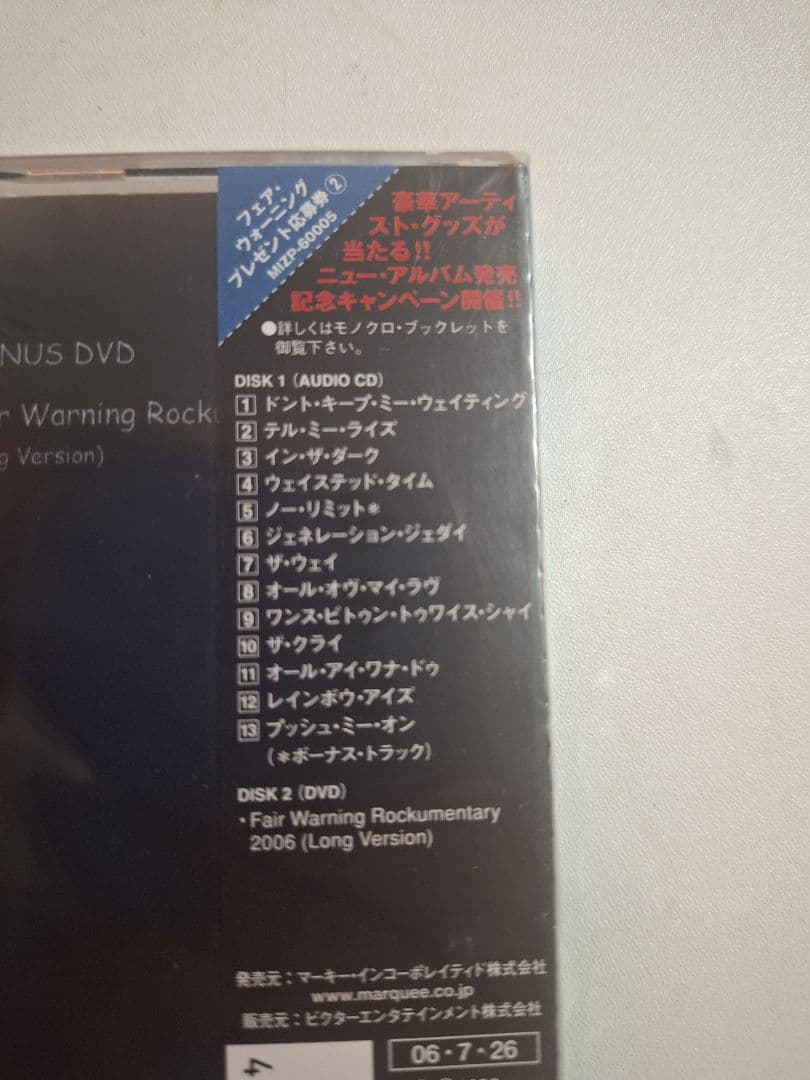 フェア・
ウォーニング
プレゼント応募券②
MIZP-60005
豪華アーティ
スト・グッズが
当たる!!
ニュー・アルバム発売
記念キャンペーン開催!!
●詳しくはモノクロ・ブックレットを
御覧下さい。
NUS DVD
r Warning Rock
g Version)
DISK 1 (AUDIO CD)
1 ドント・キープ・ミー・ウェイティング
2 テル・ミー・ライズ
3 イン・ザ・ダーク
4 ウェイステッド・タイム
5 ノー・リミット*
6 ジェネレーション・ジェダイ
7 ザ・ウェイ
8 オール・オヴ・マイ・ラヴ
9 ワンス・ビトゥン・トゥワイス・シャイ
10 ザ・クライ
11 オール・アイ・ワナ・ドゥ
12 レインボウ・アイズ
13 プッシュ・ミー・オン
(*ボーナス・トラック)
DISK 2 (DVD)
・Fair Warning Rockumentary
2006 (Long Version)
発売元：マーキー・インコーポレイティド株式会社
www.marquee.co.jp
販売元：ビクターエンタテインメント株式会社
06・7・26
4